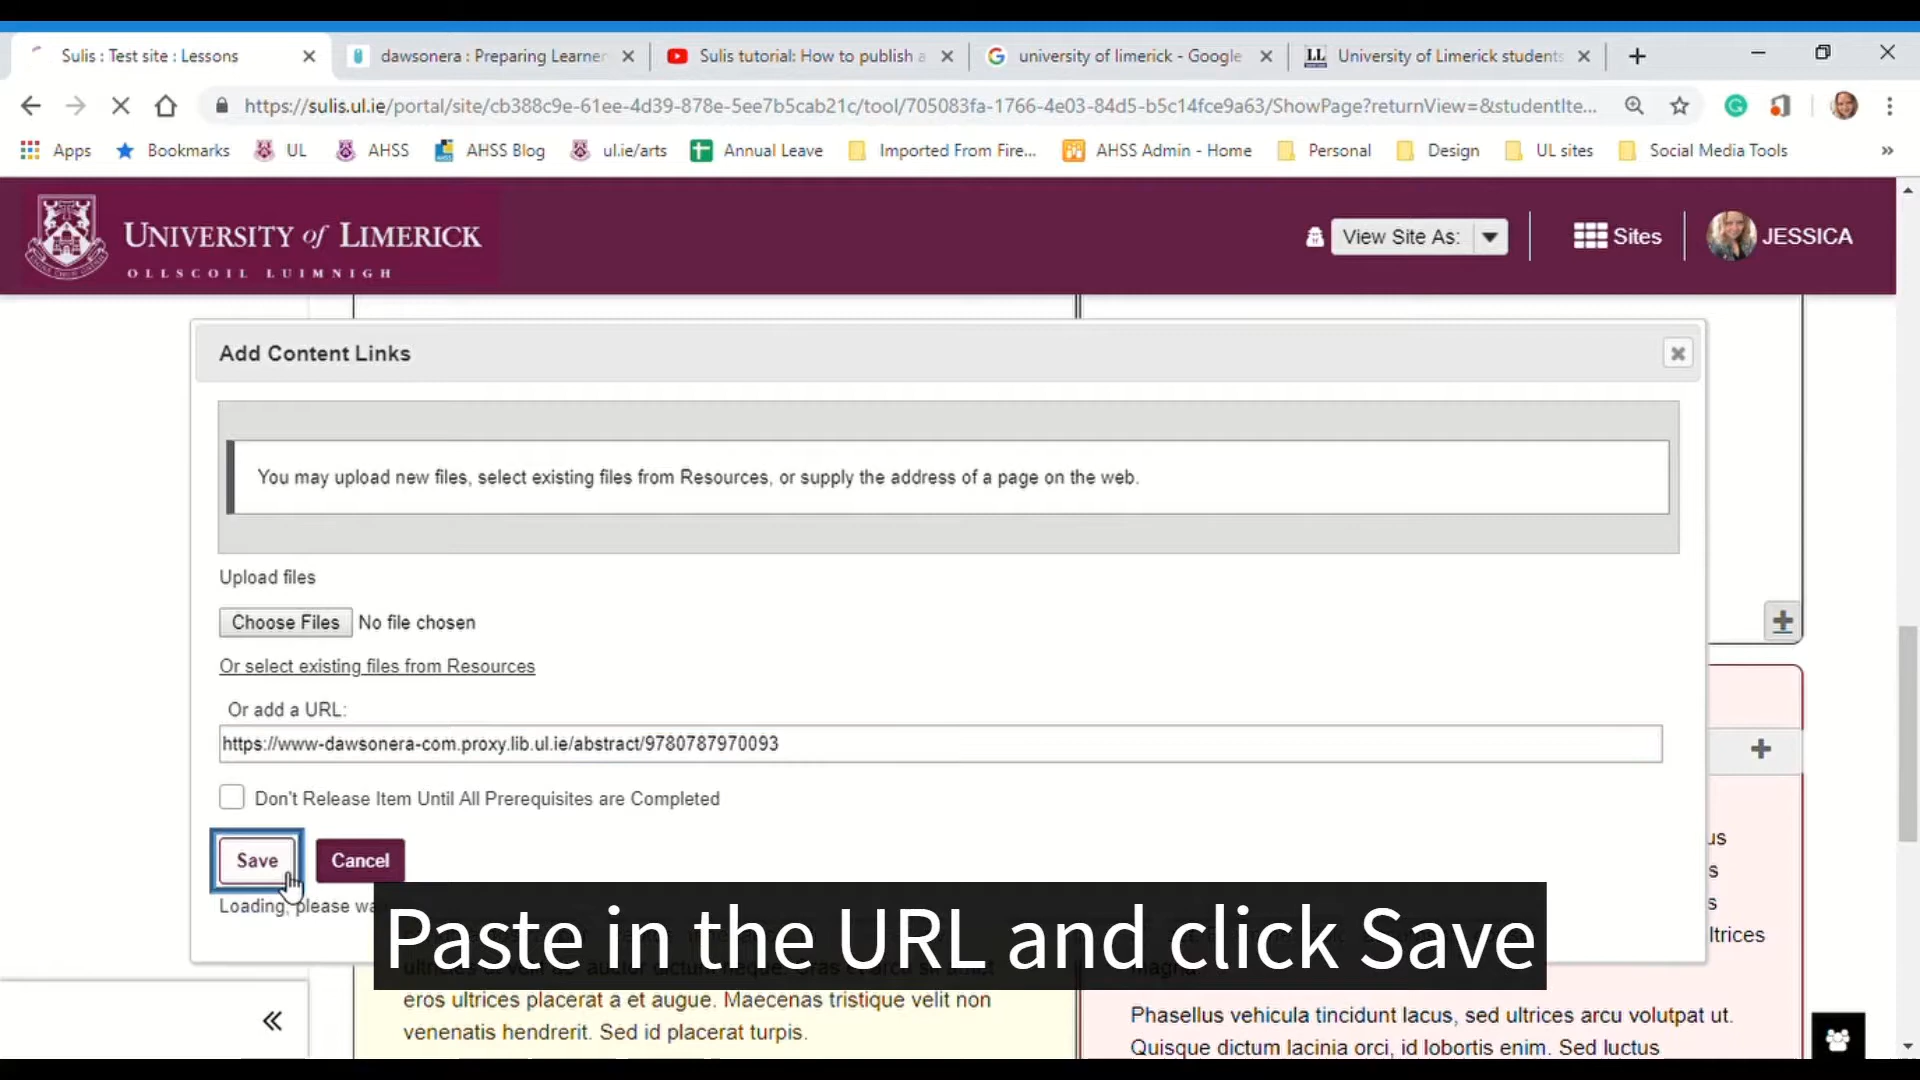 Sulis : Test site : Lessons
dawsonera : Preparing Learner
Sulis tutorial: How to publish a
university of limerick - Google
University of Limerick students
https://sulis.ul.ie/portal/site/cb388c9e-61ee-4d39-878e-5ee7b5cab21c/tool/705083fa-1766-4e03-84d5-b5c14fce9a63/ShowPage?returnView=&studentIte...
Apps
Bookmarks
UL
AHSS
AHSS Blog
ul.ie/arts
Annual Leave
Imported From Fire...
AHSS Admin - Home
Personal
Design
UL sites
Social Media Tools
»
UNIVERSITY of LIMERICK
OLLSCOIL LUIMNIGH
View Site As:
Sites
JESSICA
Add Content Links
You may upload new files, select existing files from Resources, or supply the address of a page on the web.
Upload files
Choose Files No file chosen
Or select existing files from Resources
Or add a URL:
https://www-dawsonera-com.proxy.lib.ul.ie/abstract/9780787970093
Don't Release Item Until All Prerequisites are Completed
Save
Cancel
Loading, please wa
Paste in the URL and click Save
us
s
s
ltrices
eros ultrices placerat a et augue. Maecenas tristique velit non
venenatis hendrerit. Sed id placerat turpis.
Phasellus vehicula tincidunt lacus, sed ultrices arcu volutpat ut.
Quisque dictum lacinia orci, id lobortis enim. Sed luctus